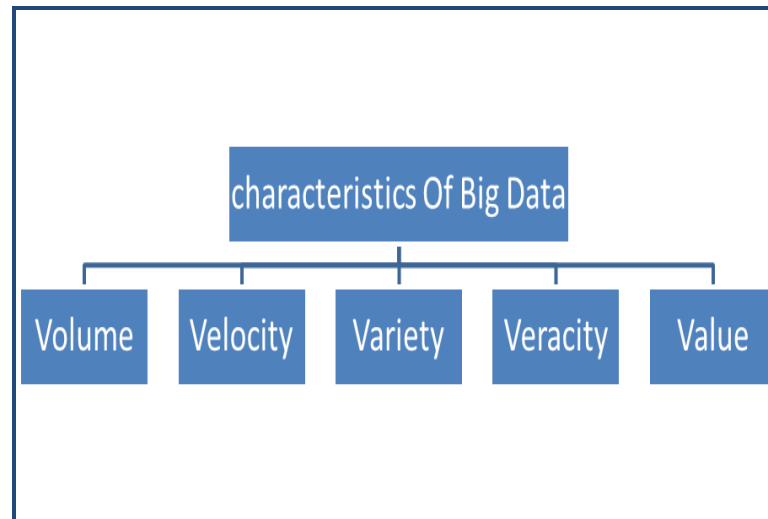 characteristics Of Big Data
Volume
Velocity
Variety
Veracity
Value